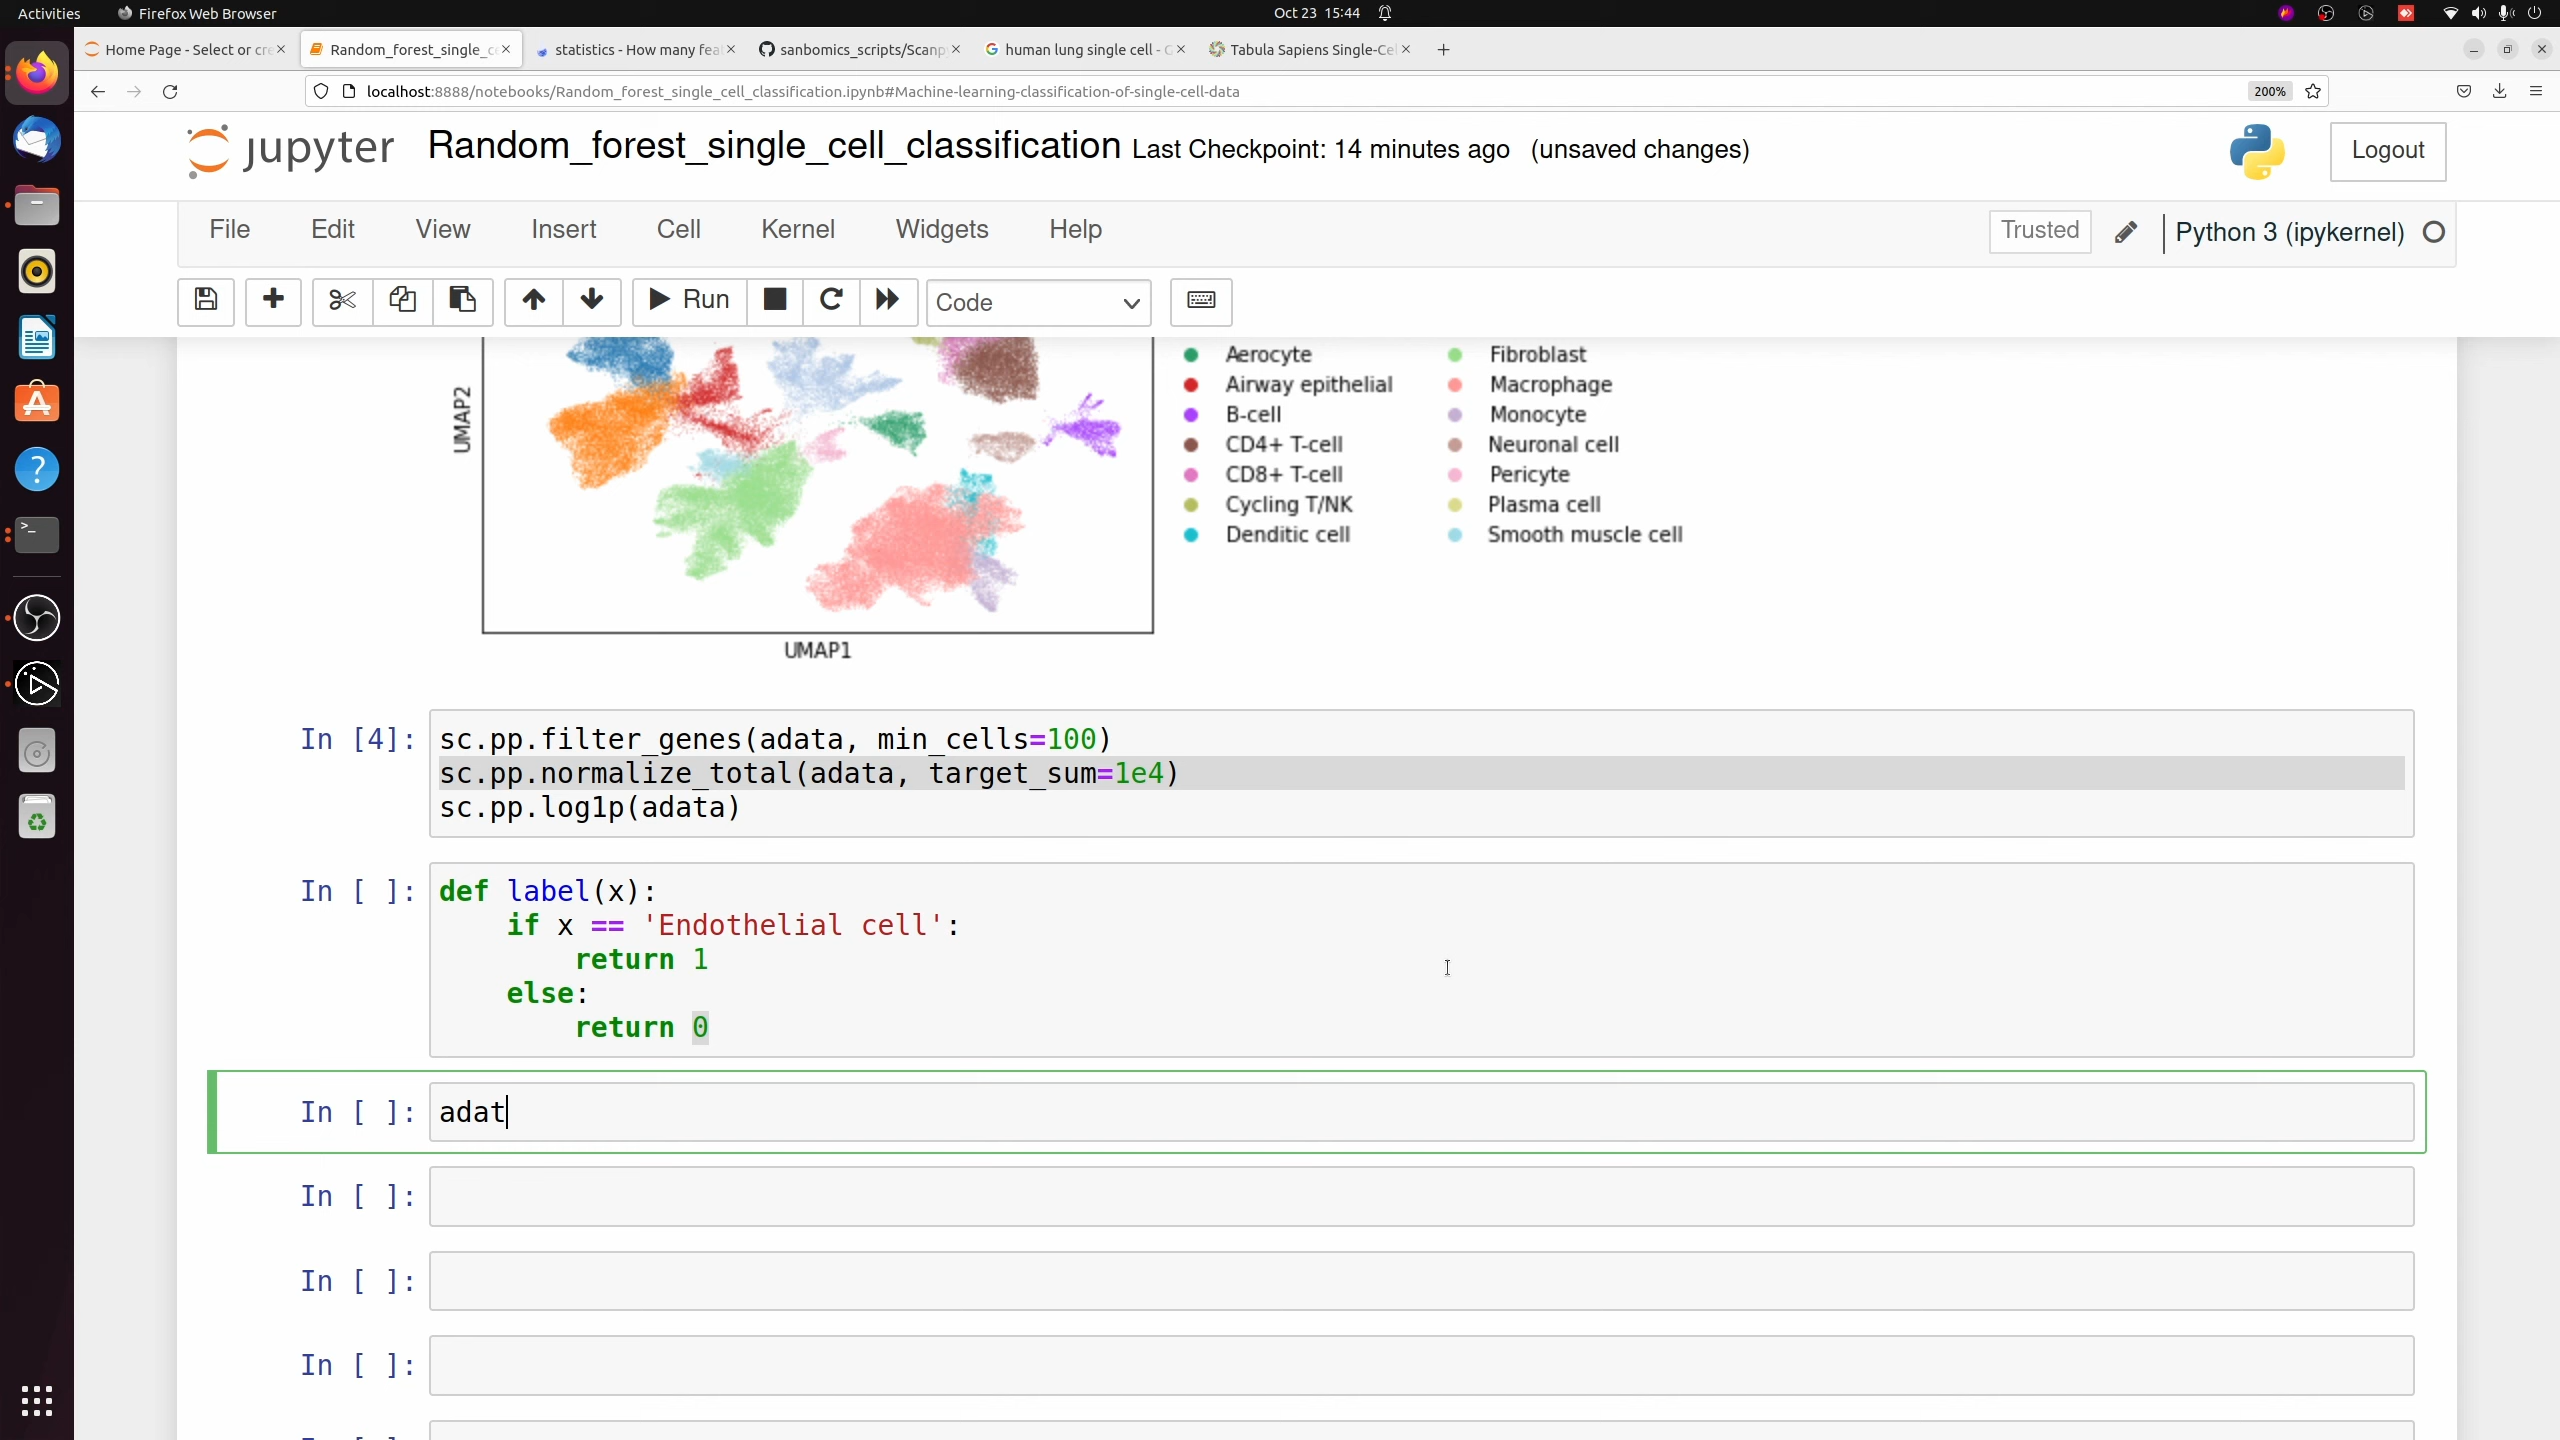 Activities
Firefox Web Browser
Oct 23 15:44
Home Page - Select or cre
Random_forest_single_ce
statistics - How many feat
sanbomics_scripts/Scanp
human lung single cell - G
Tabula Sapiens Single-Cel
localhost:8888/notebooks/Random_forest_single_cell_classification.ipynb#Machine-learning-classification-of-single-cell-data
200%
jupyter Random_forest_single_cell_classification Last Checkpoint: 14 minutes ago (unsaved changes)
Logout
File Edit View Insert Cell Kernel Widgets Help
Trusted
Python 3 (ipykernel)
Run
Code
UMAP2
UMAP1
Aerocyte
Airway epithelial
B-cell
CD4+ T-cell
CD8+ T-cell
Cycling T/NK
Denditic cell
Fibroblast
Macrophage
Monocyte
Neuronal cell
Pericyte
Plasma cell
Smooth muscle cell
In [4]:
sc.pp.filter_genes(adata, min_cells=100)
sc.pp.normalize_total(adata, target_sum=1e4)
sc.pp.log1p(adata)
In [ ]:
def label(x):
if x == 'Endothelial cell':
return 1
else:
return 0
In [ ]: adat
In [ ]:
In [ ]:
In [ ]: